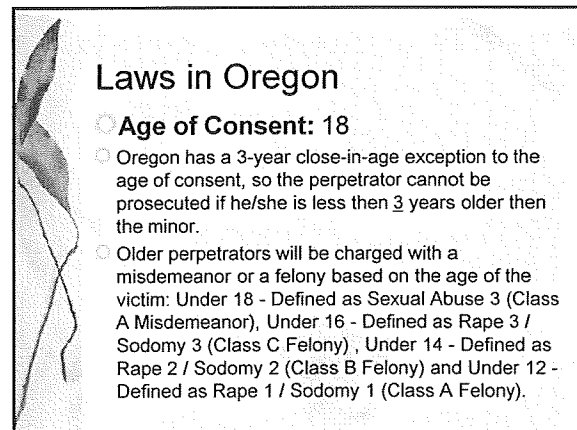 Laws in Oregon
Age of Consent: 18
Oregon has a 3-year close-in-age exception to the
age of consent, so the perpetrator cannot be
prosecuted if he/she is less then 3 years older then
the minor.
Older perpetrators will be charged with a
misdemeanor or a felony based on the age of the
victim: Under 18 - Defined as Sexual Abuse 3 (Class
A Misdemeanor), Under 16 - Defined as Rape 3 /
Sodomy 3 (Class C Felony) , Under 14 - Defined as
Rape 2 / Sodomy 2 (Class B Felony) and Under 12 -
Defined as Rape 1 / Sodomy 1 (Class A Felony).